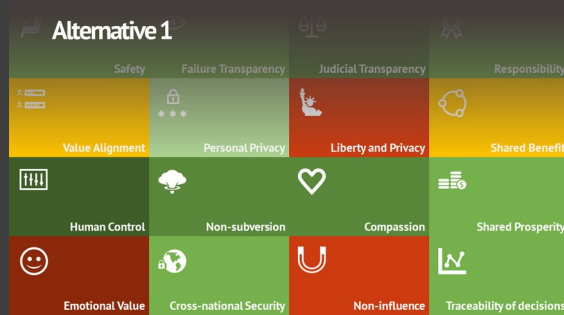 Alternative 1
Safety
Failure Transparency
Judicial Transparency
Responsibility
Value Alignment
Personal Privacy
Liberty and Privacy
Shared Benefit
Human Control
Non-subversion
Compassion
Shared Prosperity
Emotional Value
Cross-national Security
Non-influence
Traceability of decisions